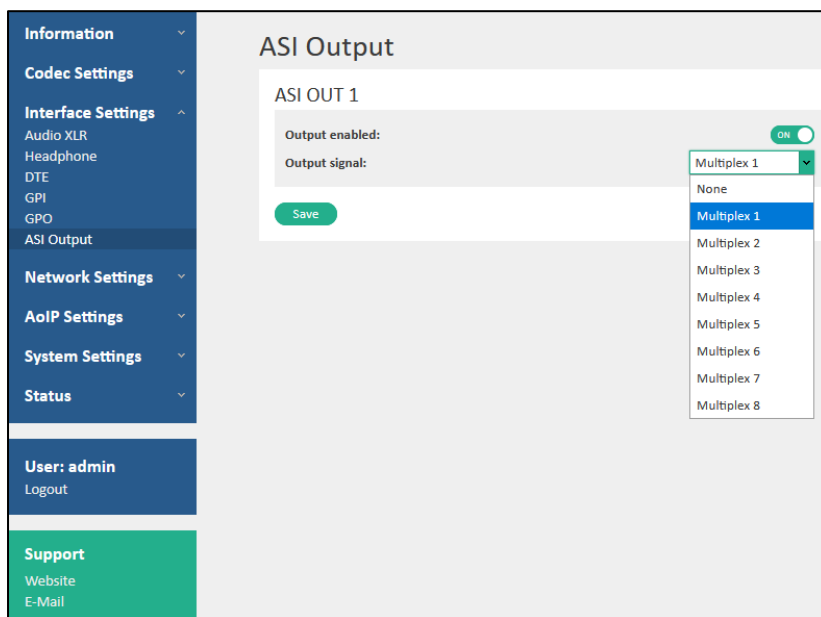 Information
Codec Settings
Interface Settings
Audio XLR
Headphone
DTE
GPI
GPO
ASI Output
Network Settings
AoIP Settings
System Settings
Status
User: admin
Logout
Support
Website
E-Mail
ASI Output
ASI OUT 1
Output enabled:
ON
Output signal:
Multiplex 1
None
Multiplex 1
Multiplex 2
Multiplex 3
Multiplex 4
Multiplex 5
Multiplex 6
Multiplex 7
Multiplex 8
Save